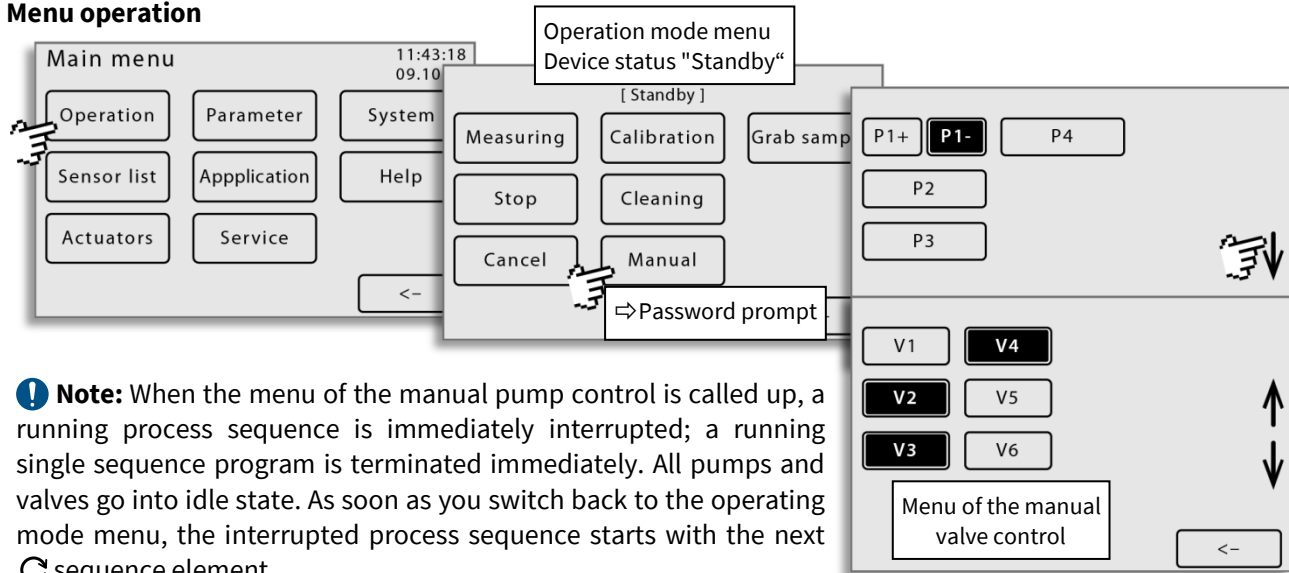 Menu operation
Main menu
11:43:18
09.10
Operation
Parameter
System
Sensor list
Appplication
Help
Actuators
Service
<-
Operation mode menu
Device status "Standby“
[ Standby ]
Measuring
Calibration
Grab samp
Stop
Cleaning
Cancel
Manual
⇨Password prompt
P1+
P1-
P4
P2
P3
V1
V4
V2
V5
V3
V6
Menu of the manual
valve control
<-
Note: When the menu of the manual pump control is called up, a
running process sequence is immediately interrupted; a running
single sequence program is terminated immediately. All pumps and
valves go into idle state. As soon as you switch back to the operating
mode menu, the interrupted process sequence starts with the next
sequence element